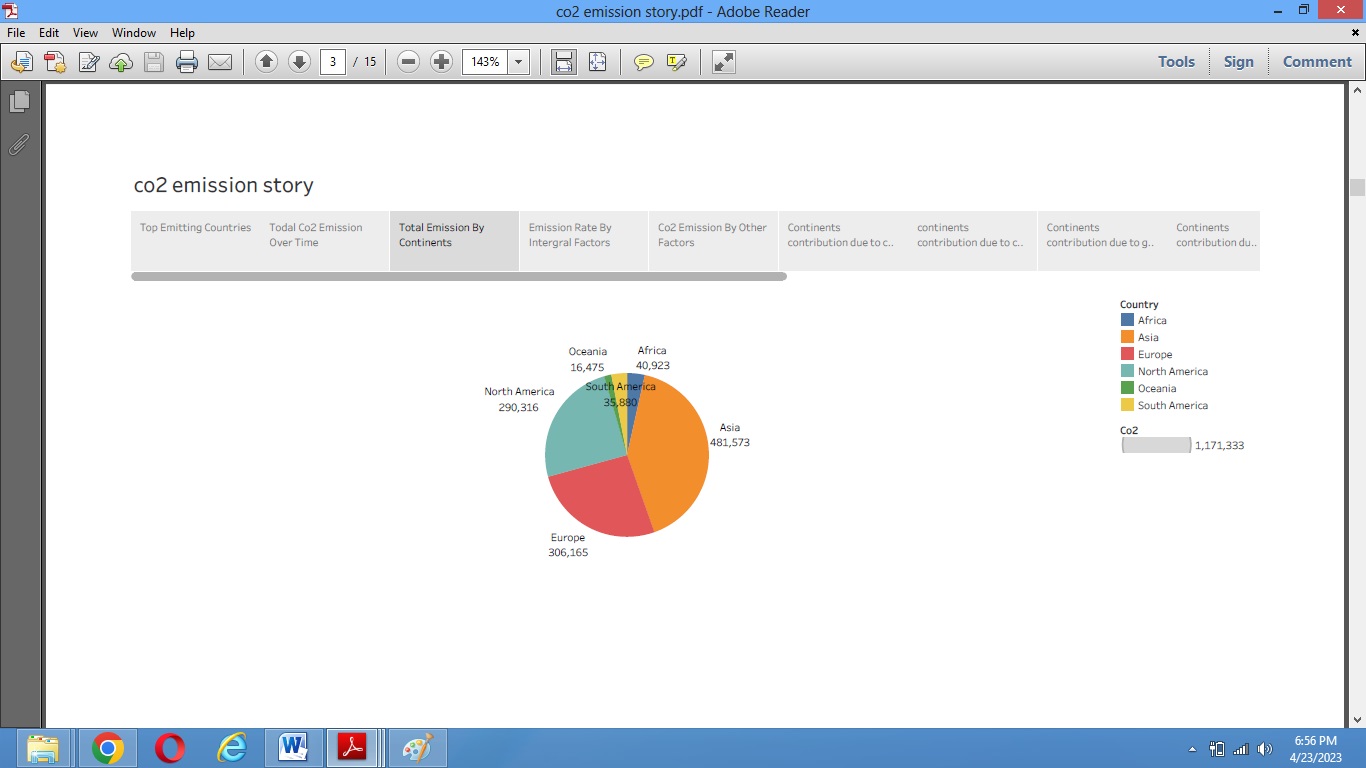 co2 emission story.pdf - Adobe Reader
File Edit View Window Help
3 / 15 143% Tools Sign Comment
co2 emission story
Top Emitting Countries
Todal Co2 Emission
Over Time
Total Emission By
Continents
Emission Rate By
Intergral Factors
Co2 Emission By Other
Factors
Continents
contribution due to c..
continents
contribution due to c..
Continents
contribution due to g..
Continents
contribution du..
Oceania
16,475
Africa
40,923
South America
35,880
North America
290,316
Asia
481,573
Europe
306,165
Country
Africa
Asia
Europe
North America
Oceania
South America
Co2
1,171,333
6:56 PM
4/23/2023